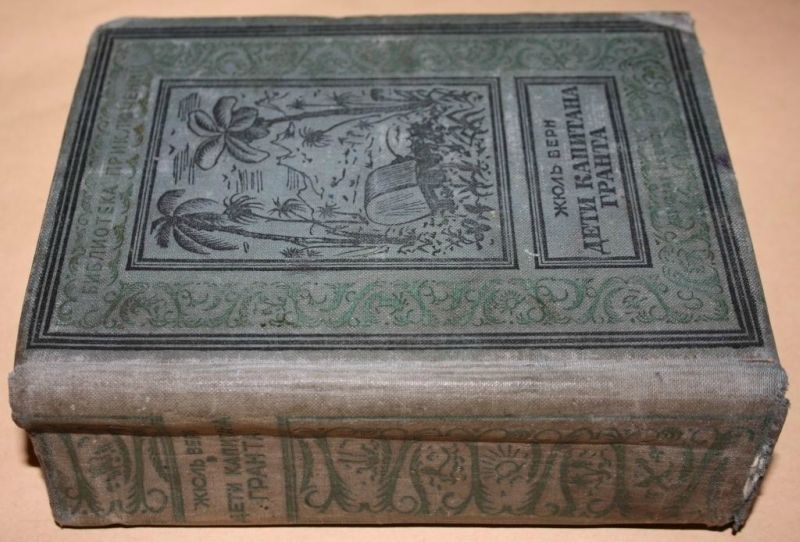 БИБЛИОТЕКА ПРИКЛЮЧЕНИЙ
ЖЮЛЬ ВЕРН
ДЕТИ КАПИТАНА
ГРАНТА
ЖЮЛЬ ВЕРН
ДЕТИ КАПИТАНА
ГРАНТА